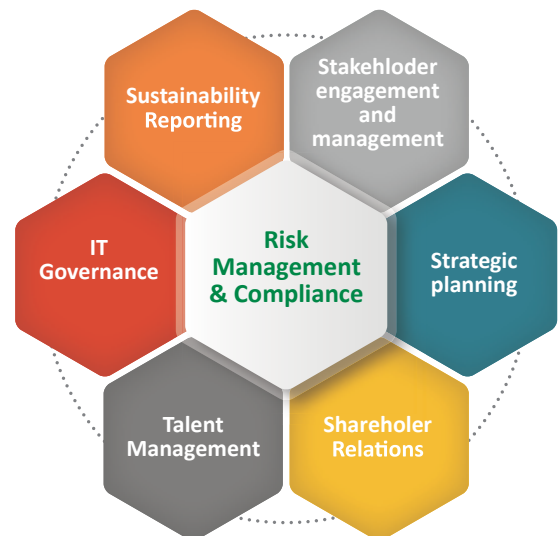 Sustainability
Reporting
Stakehloder
engagement
and
management
IT
Governance
Risk
Management
& Compliance
Strategic
planning
Talent
Management
Shareholer
Relations